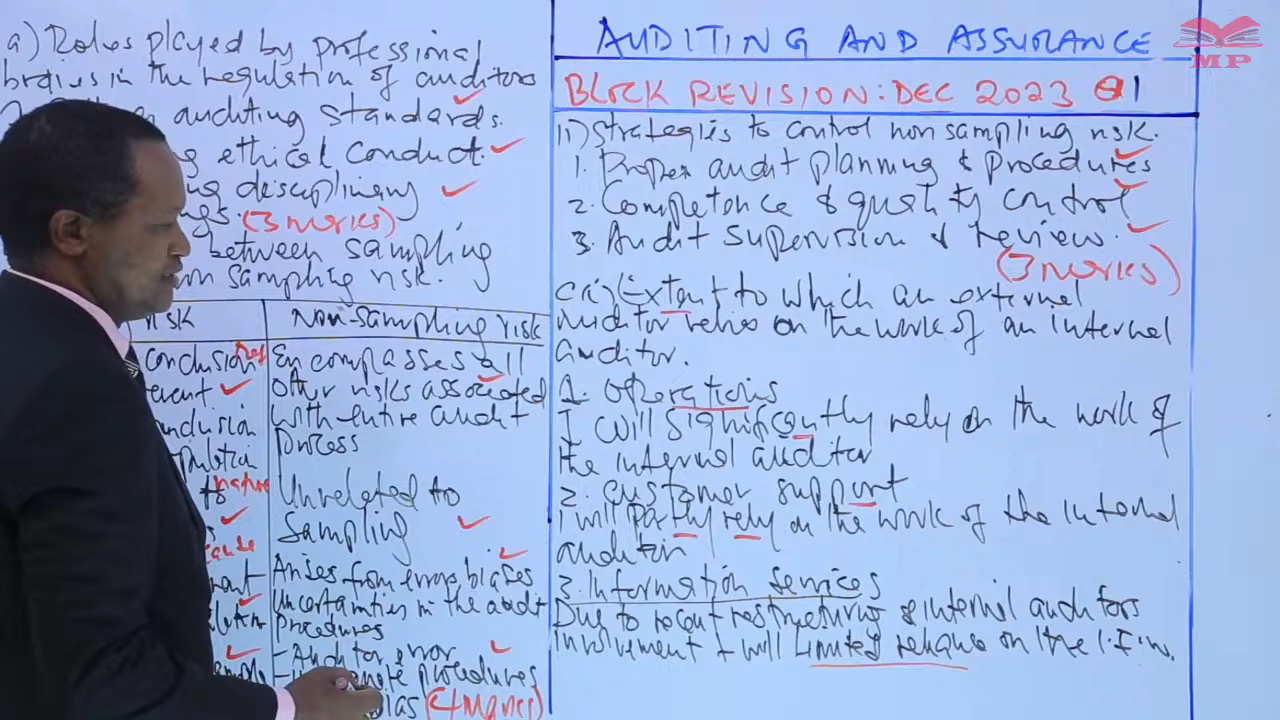 a) Roles played by professional
bodies in the regulation of auditors
auditing standards.
ethical conduct.
disciplinary
(3 marks)
between sampling
sampling risk.
risk
Non-sampling risk
conclusion
Encompasses all
other risks associated
with entire audit
process
nature
Unrelated to
Sampling
Arises from errors, biases
uncertainties in the audit
procedures
- Auditor error
procedures
(4 marks)
AUDITING AND ASSURANCE
MP
BLOCK REVISION: DEC 2023 Q1
ii) Strategies to control non sampling risk.
1. Proper audit planning & procedures
2. Competence & quality control
3. Audit Supervision & review.
(3 marks)
c(i) Extent to which an external
auditor relies on the work of an internal
auditor.
1. Operations
I will significantly rely on the work of
the internal auditor
2. Customer support
I will partly rely on the work of the internal
auditor
3. Information services
Due to recent restructuring & internal auditors
involvement I will limited reliance on the